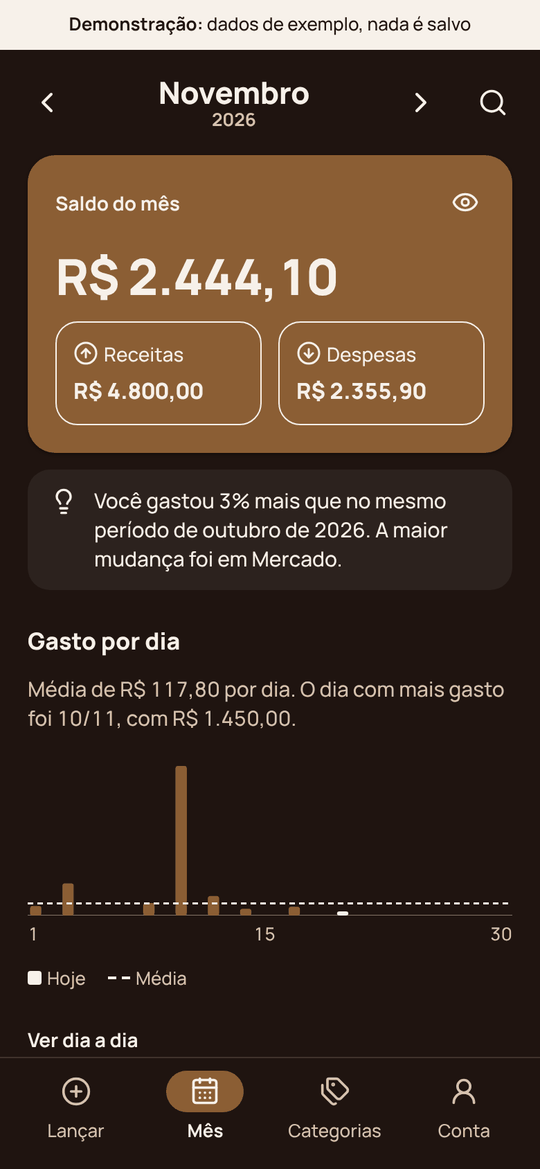 Demonstração: dados de exemplo, nada é salvo
Novembro
2026
Saldo do mês
R$ 2.444,10
Receitas
R$ 4.800,00
Despesas
R$ 2.355,90
Você gastou 3% mais que no mesmo
período de outubro de 2026. A maior
mudança foi em Mercado.
Gasto por dia
Média de R$ 117,80 por dia. O dia com mais gasto
foi 10/11, com R$ 1.450,00.
1 15 30
Hoje Média
Ver dia a dia
Lançar Mês Categorias Conta